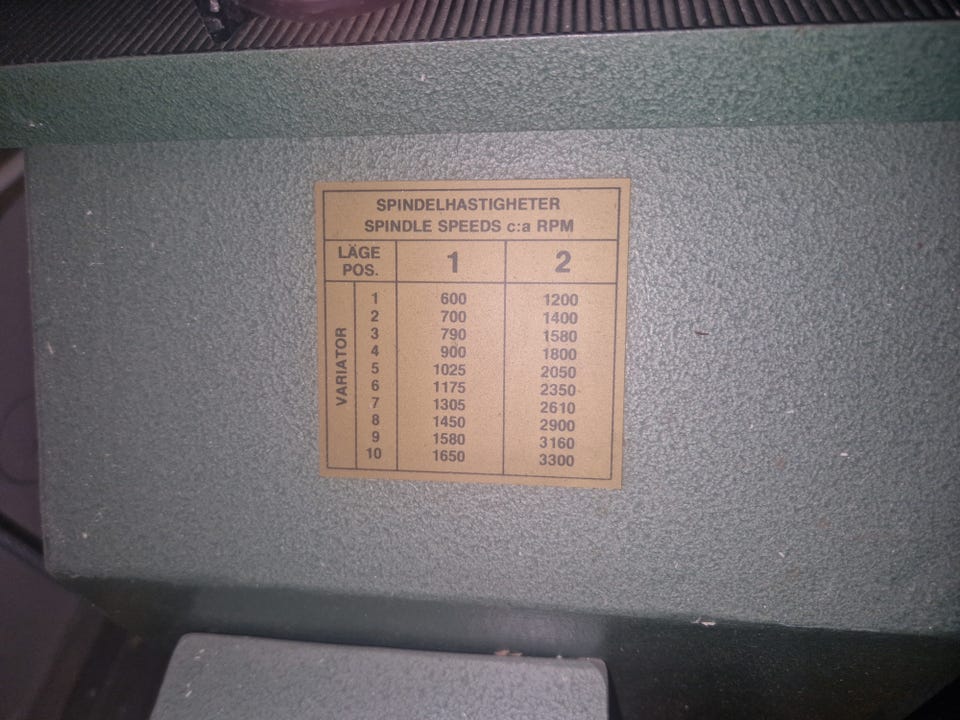 SPINDELHASTIGHETER
SPINDLE SPEEDS c:a RPM
LÄGE POS. 1 2
VARIATOR
1 600 1200
2 700 1400
3 790 1580
4 900 1800
5 1025 2050
6 1175 2350
7 1305 2610
8 1450 2900
9 1580 3160
10 1650 3300